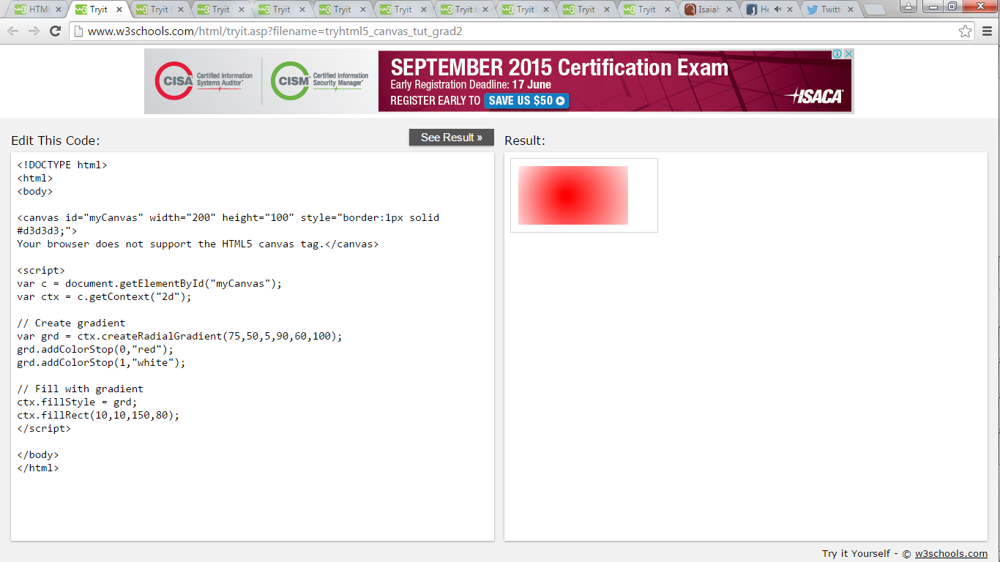 HTML
Tryit
Tryit
Tryit
Tryit
Tryit
Tryit
Tryit
Tryit
Tryit
Tryit
Isaiah
He
Twitte
www.w3schools.com/html/tryit.asp?filename=tryhtml5_canvas_tut_grad2
CISA® Certified Information
Systems Auditor®
CISM® Certified Information
Security Manager®
SEPTEMBER 2015 Certification Exam
Early Registration Deadline: 17 June
REGISTER EARLY TO SAVE US $50
ISACA®
Edit This Code:
See Result »
Result:
<!DOCTYPE html>
<html>
<body>
<canvas id="myCanvas" width="200" height="100" style="border:1px solid
#d3d3d3;">
Your browser does not support the HTML5 canvas tag.</canvas>
<script>
var c = document.getElementById("myCanvas");
var ctx = c.getContext("2d");
// Create gradient
var grd = ctx.createRadialGradient(75,50,5,90,60,100);
grd.addColorStop(0,"red");
grd.addColorStop(1,"white");
// Fill with gradient
ctx.fillStyle = grd;
ctx.fillRect(10,10,150,80);
</script>
</body>
</html>
Try it Yourself - © w3schools.com